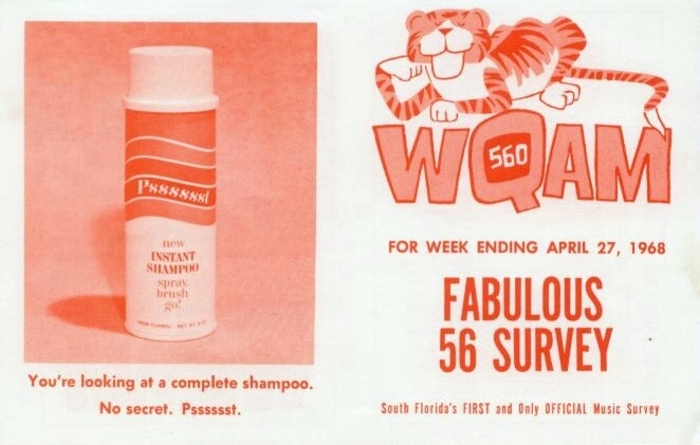 Psssssst
new
INSTANT
SHAMPOO
spray
brush
go!
You're looking at a complete shampoo.
No secret. Psssssst.
WQAM
560
FOR WEEK ENDING APRIL 27, 1968
FABULOUS
56 SURVEY
South Florida's FIRST and Only OFFICIAL Music Survey